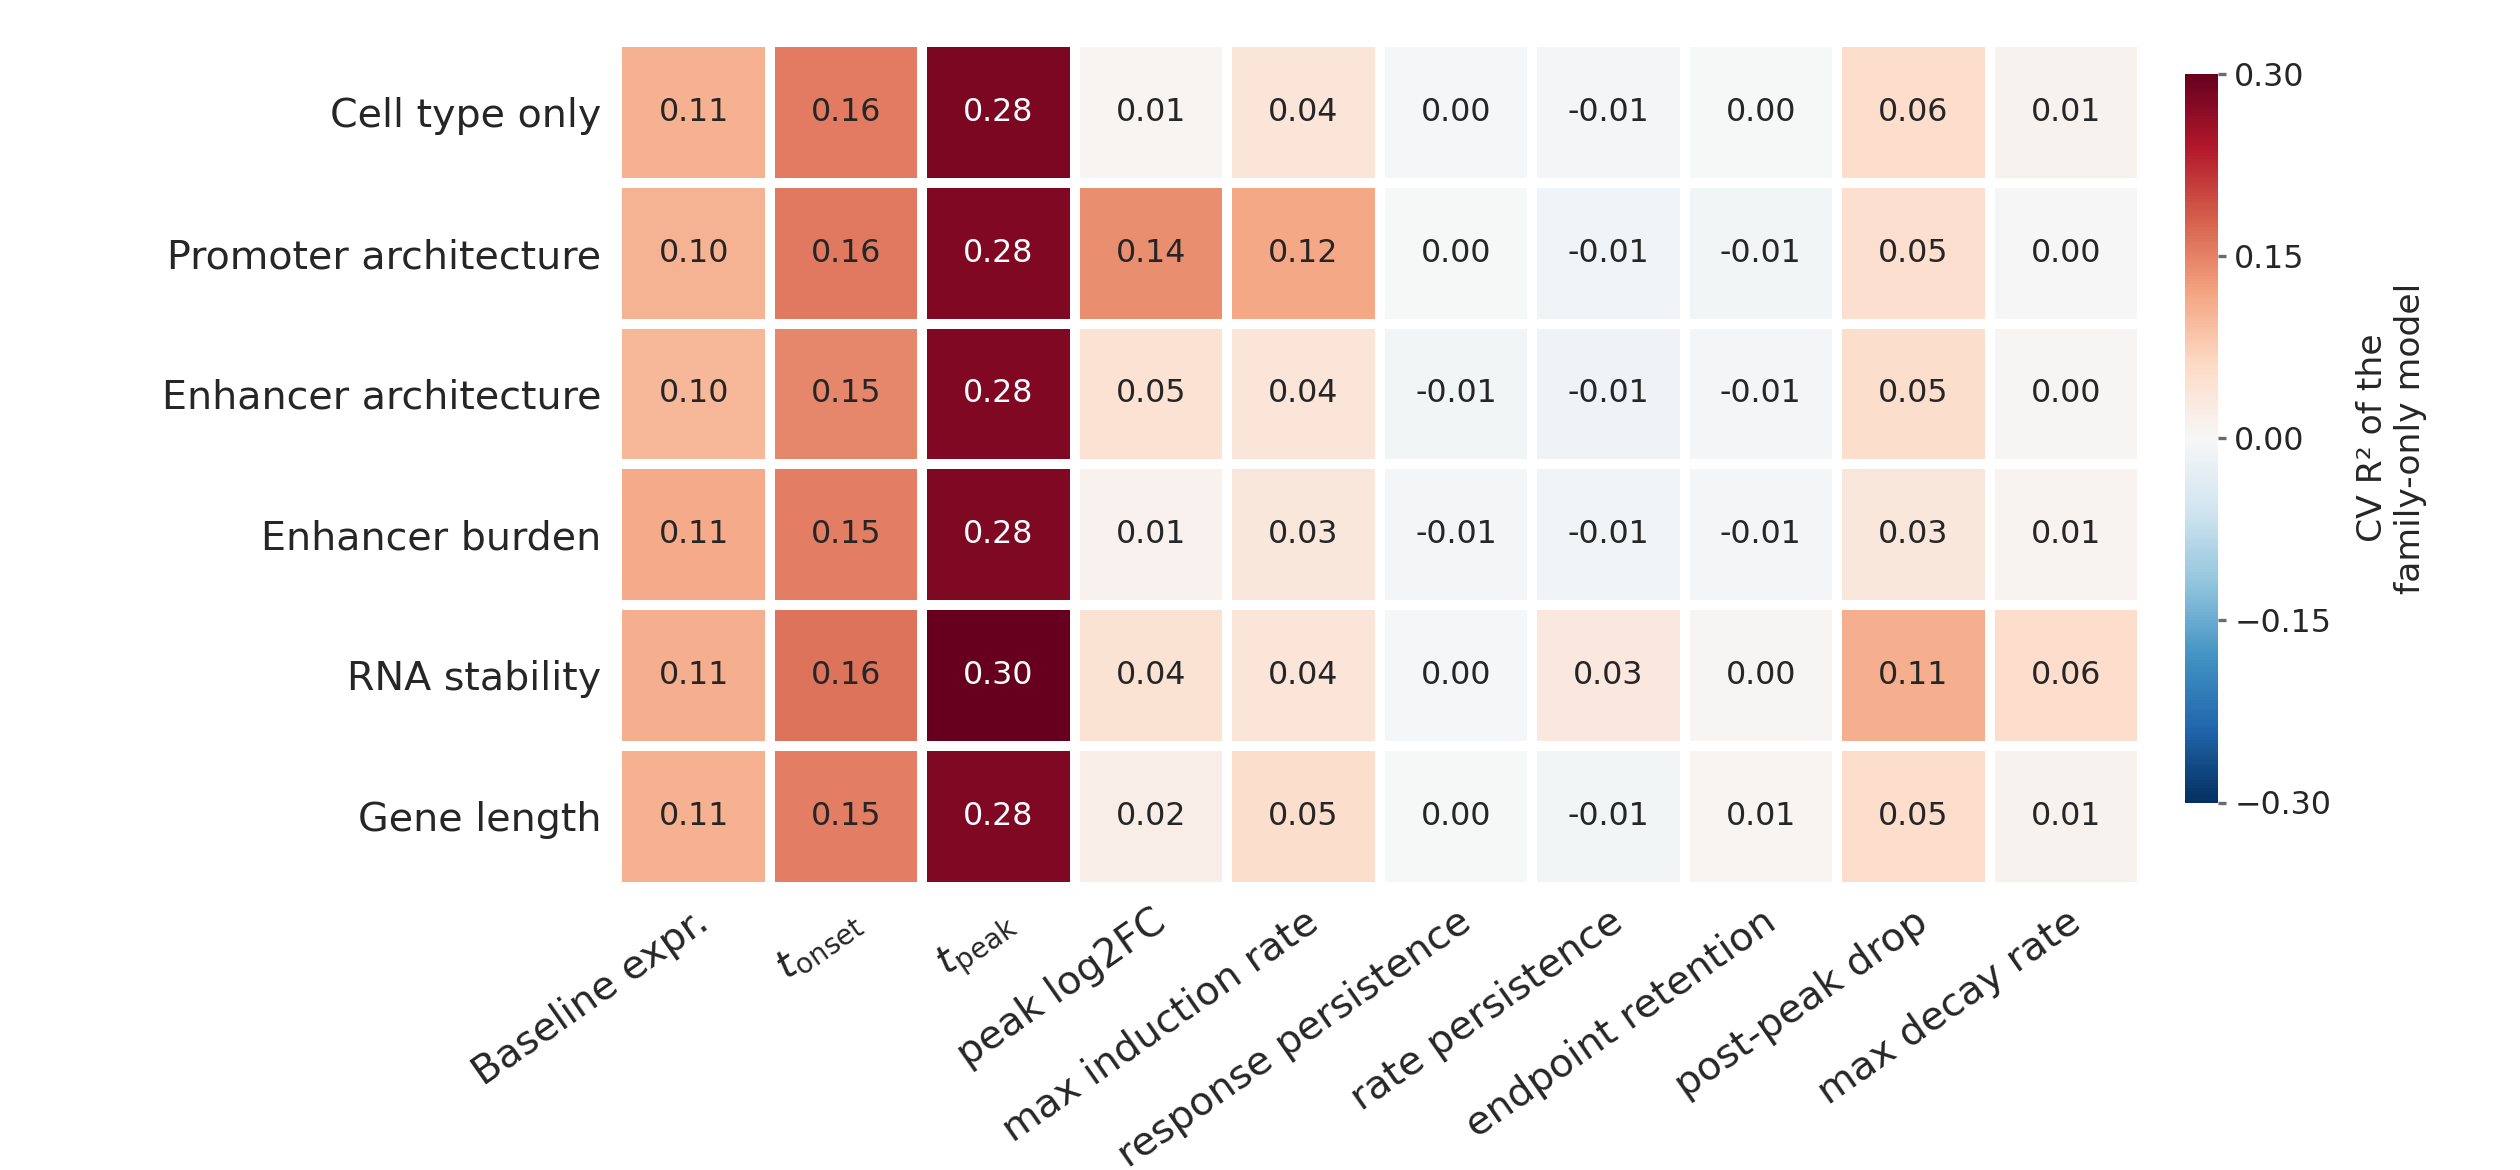 Cell type only 0.11 0.16 0.28 0.01 0.04 0.00 -0.01 0.00 0.06 0.01
Promoter architecture 0.10 0.16 0.28 0.14 0.12 0.00 -0.01 -0.01 0.05 0.00
Enhancer architecture 0.10 0.15 0.28 0.05 0.04 -0.01 -0.01 -0.01 0.05 0.00
Enhancer burden 0.11 0.15 0.28 0.01 0.03 -0.01 -0.01 -0.01 0.03 0.01
RNA stability 0.11 0.16 0.30 0.04 0.04 0.00 0.03 0.00 0.11 0.06
Gene length 0.11 0.15 0.28 0.02 0.05 0.00 -0.01 0.01 0.05 0.01
Baseline expr.
t_onset
t_peak
peak log2FC
max induction rate
response persistence
rate persistence
endpoint retention
post-peak drop
max decay rate
0.30
0.15
0.00
−0.15
−0.30
CV R² of the
family-only model